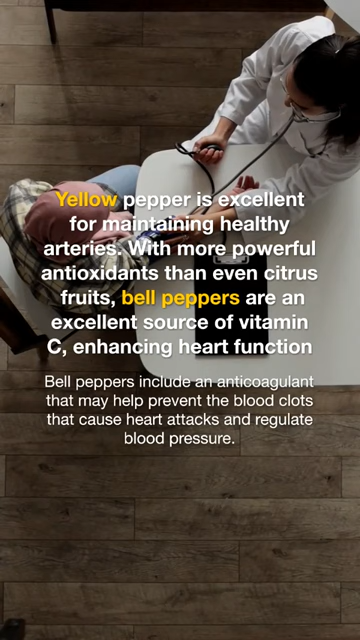 Yellow pepper is excellent
for maintaining healthy
arteries. With more powerful
antioxidants than even citrus
fruits, bell peppers are an
excellent source of vitamin
C, enhancing heart function
Bell peppers include an anticoagulant
that may help prevent the blood clots
that cause heart attacks and regulate
blood pressure.